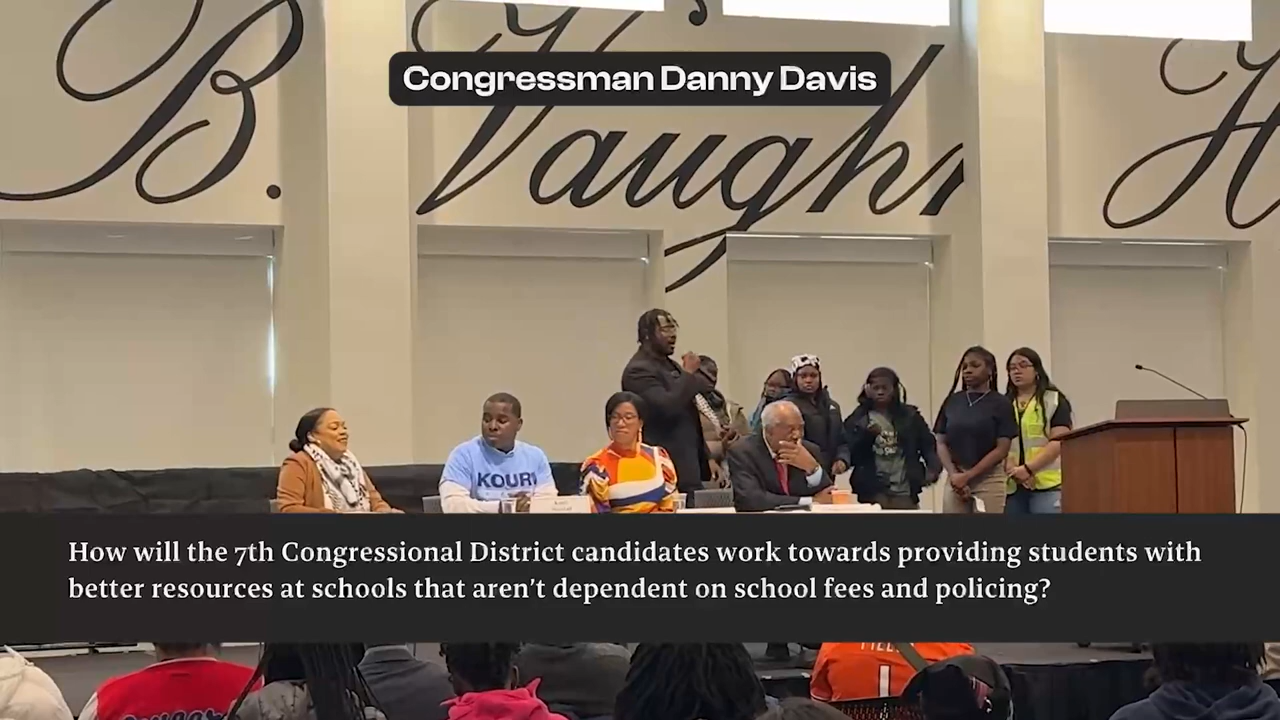 Congressman Danny Davis
B. Vaughn H
KOURI
How will the 7th Congressional District candidates work towards providing students with
better resources at schools that aren't dependent on school fees and policing?